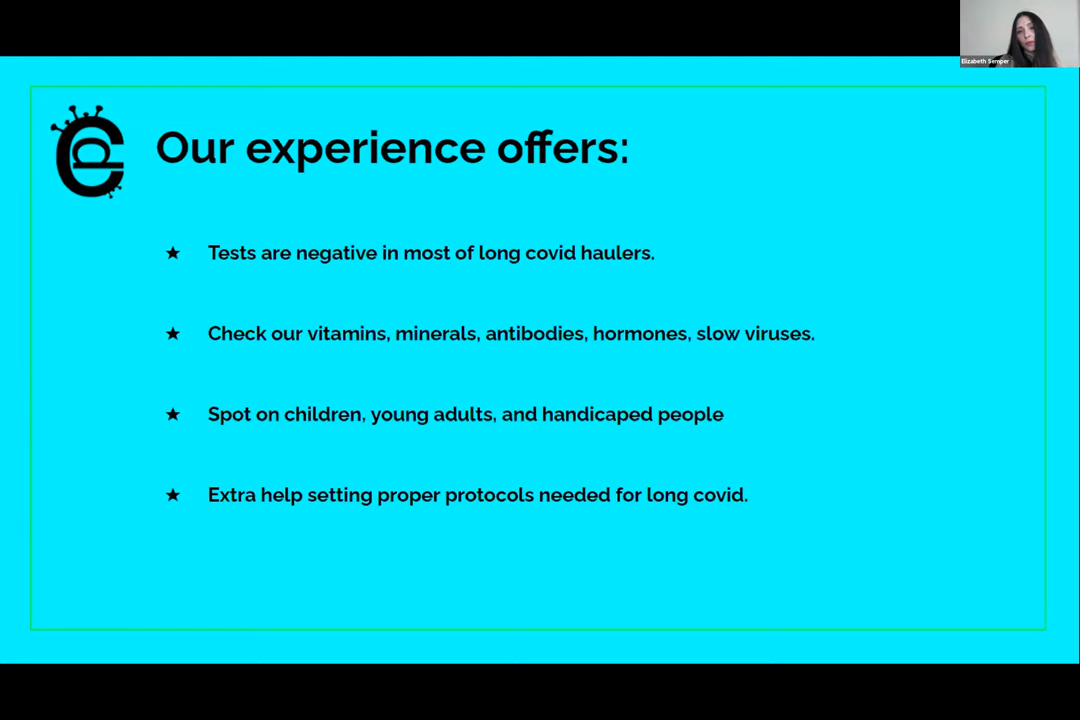 Elizabeth Semper
Our experience offers:
★ Tests are negative in most of long covid haulers.
★ Check our vitamins, minerals, antibodies, hormones, slow viruses.
★ Spot on children, young adults, and handicaped people
★ Extra help setting proper protocols needed for long covid.